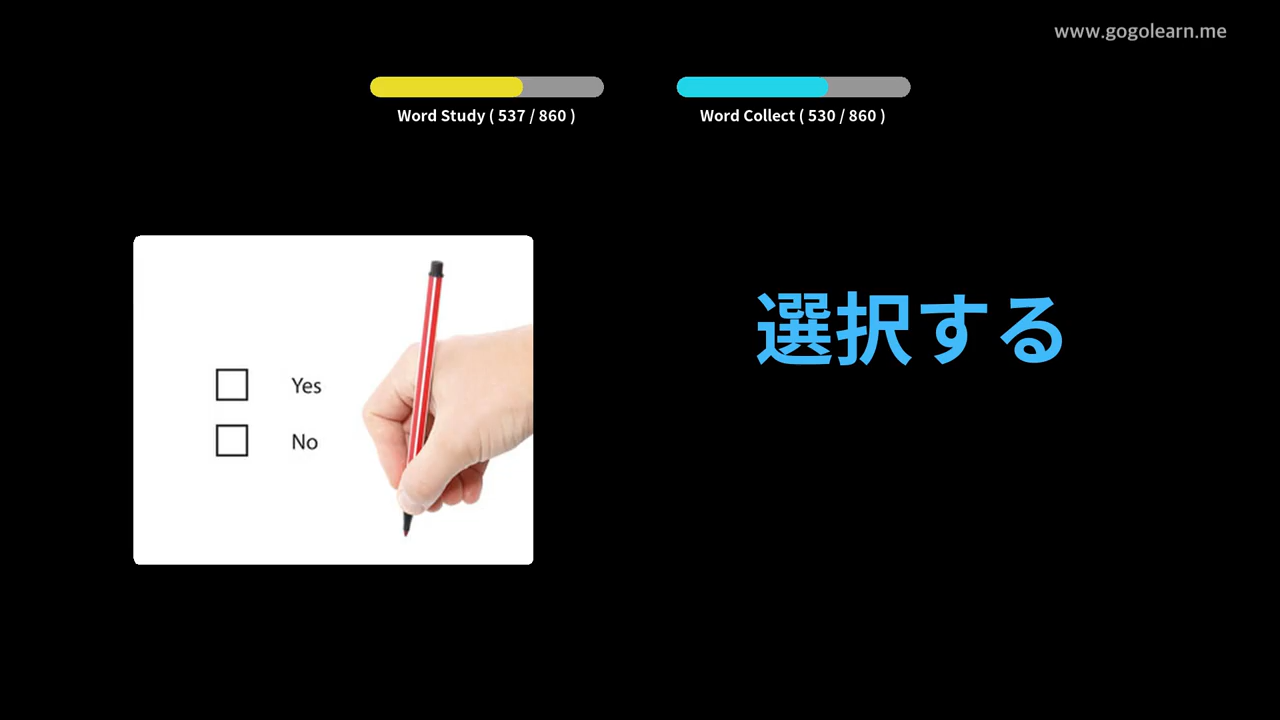 www.gogolearn.me
Word Study ( 537 / 860 )
Word Collect ( 530 / 860 )
選択する
Yes
No